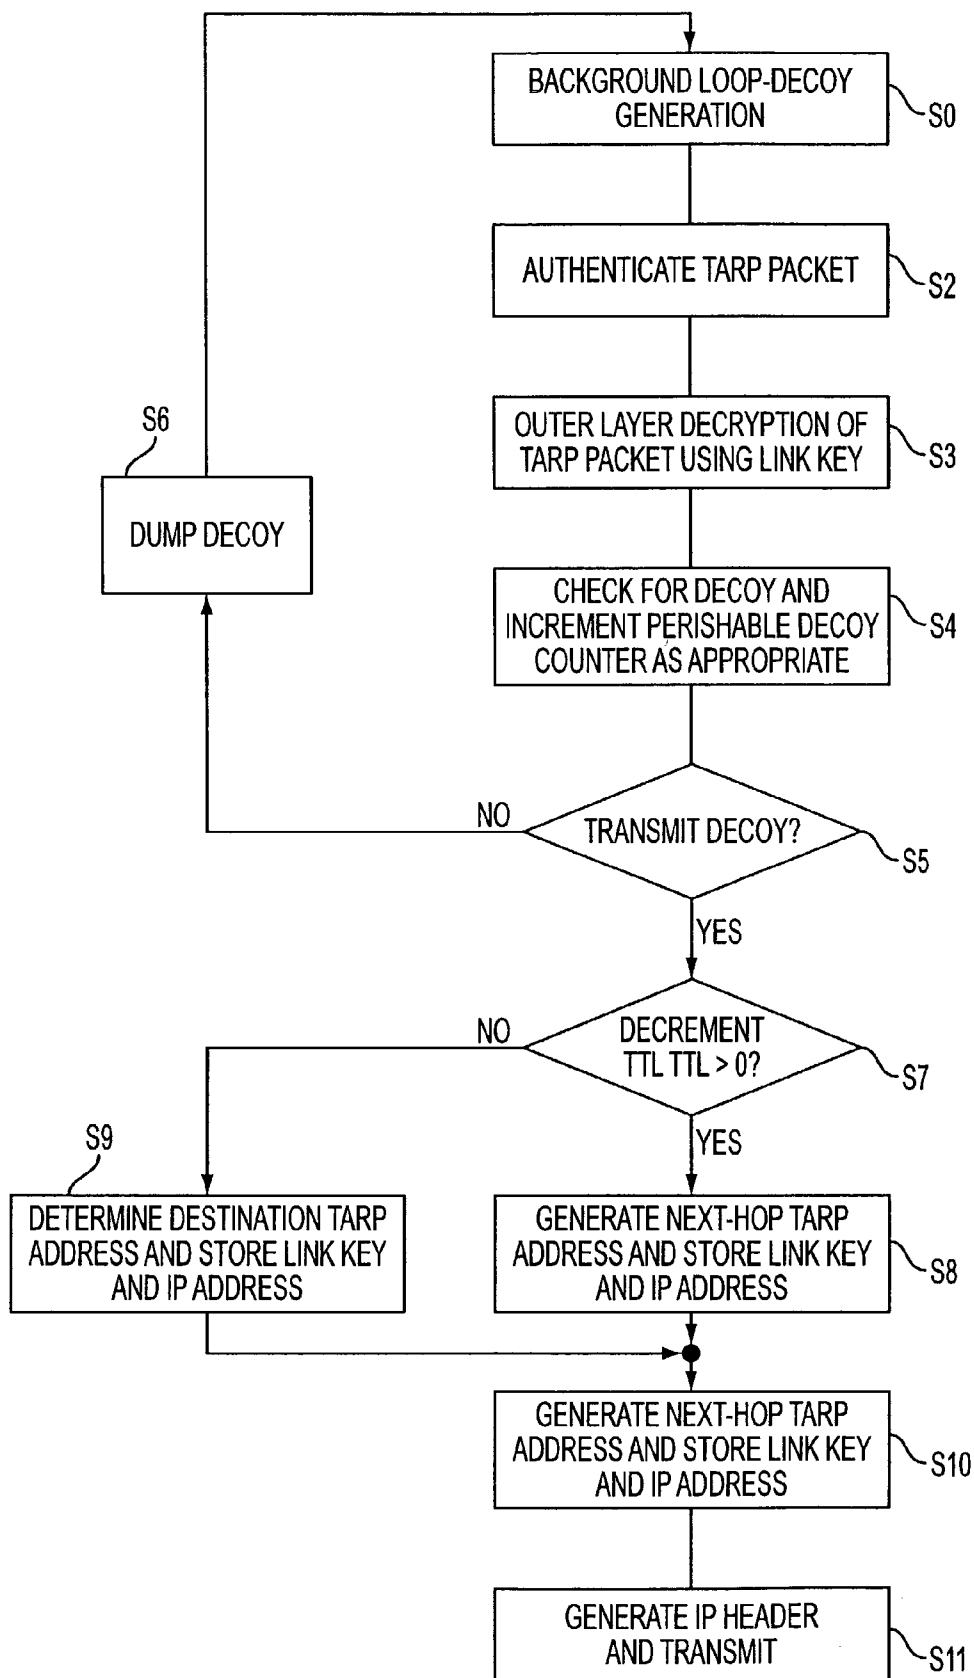 BACKGROUND LOOP-DECOY
GENERATION
S0
AUTHENTICATE TARP PACKET
S2
OUTER LAYER DECRYPTION OF
TARP PACKET USING LINK KEY
S3
S6
DUMP DECOY
CHECK FOR DECOY AND
INCREMENT PERISHABLE DECOY
COUNTER AS APPROPRIATE
S4
NO
TRANSMIT DECOY?
S5
YES
NO
DECREMENT
TTL TTL > 0?
S7
YES
S9
DETERMINE DESTINATION TARP
ADDRESS AND STORE LINK KEY
AND IP ADDRESS
GENERATE NEXT-HOP TARP
ADDRESS AND STORE LINK KEY
AND IP ADDRESS
S8
GENERATE NEXT-HOP TARP
ADDRESS AND STORE LINK KEY
AND IP ADDRESS
S10
GENERATE IP HEADER
AND TRANSMIT
S11